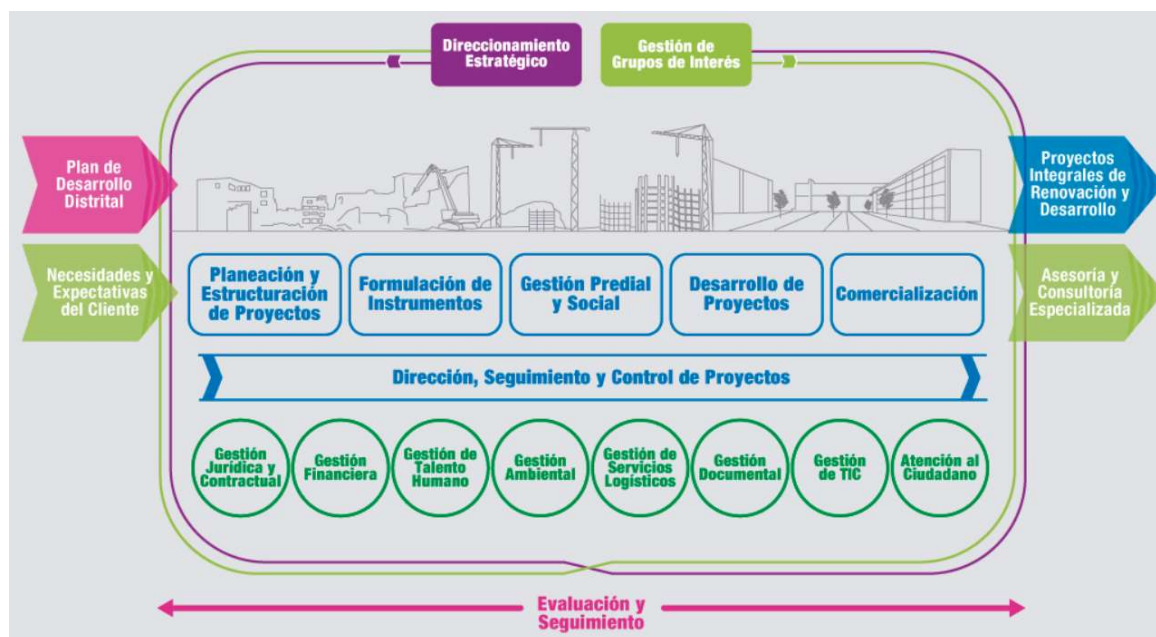 Direccionamiento
Estratégico
Gestión de
Grupos de Interés
Plan de
Desarrollo
Distrital
Proyectos
Integrales de
Renovación y
Desarrollo
Necesidades y
Expectativas
del Cliente
Planeación y
Estructuración
de Proyectos
Formulación de
Instrumentos
Gestión Predial
y Social
Desarrollo de
Proyectos
Comercialización
Asesoría y
Consultoría
Especializada
Dirección, Seguimiento y Control de Proyectos
Gestión
Jurídica y
Contractual
Gestión
Financiera
Gestión de
Talento
Humano
Gestión
Ambiental
Gestión de
Servicios
Logísticos
Gestión
Documental
Gestión
de TIC
Atención al
Ciudadano
Evaluación y
Seguimiento